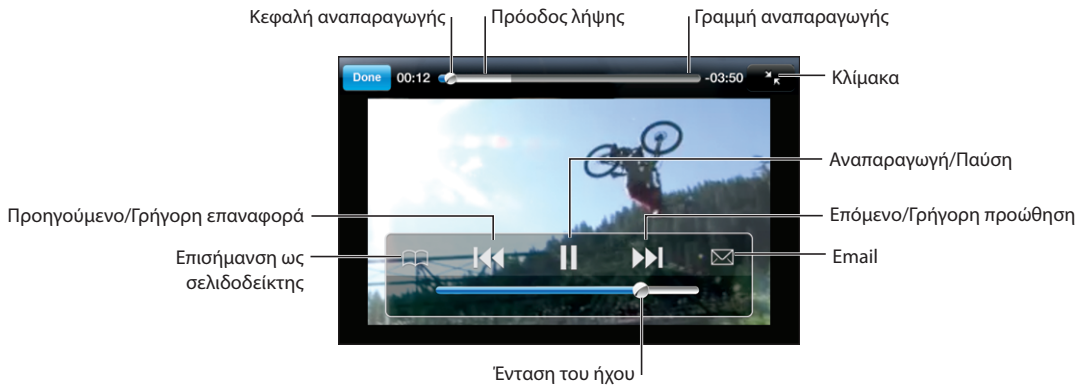 Κεφαλή αναπαραγωγής
Πρόοδος λήψης
Γραμμή αναπαραγωγής
Done
00:12
-03:50
Κλίμακα
Αναπαραγωγή/Παύση
Προηγούμενο/Γρήγορη επαναφορά
Επόμενο/Γρήγορη προώθηση
Επισήμανση ως
σελιδοδείκτης
Email
Ένταση του ήχου